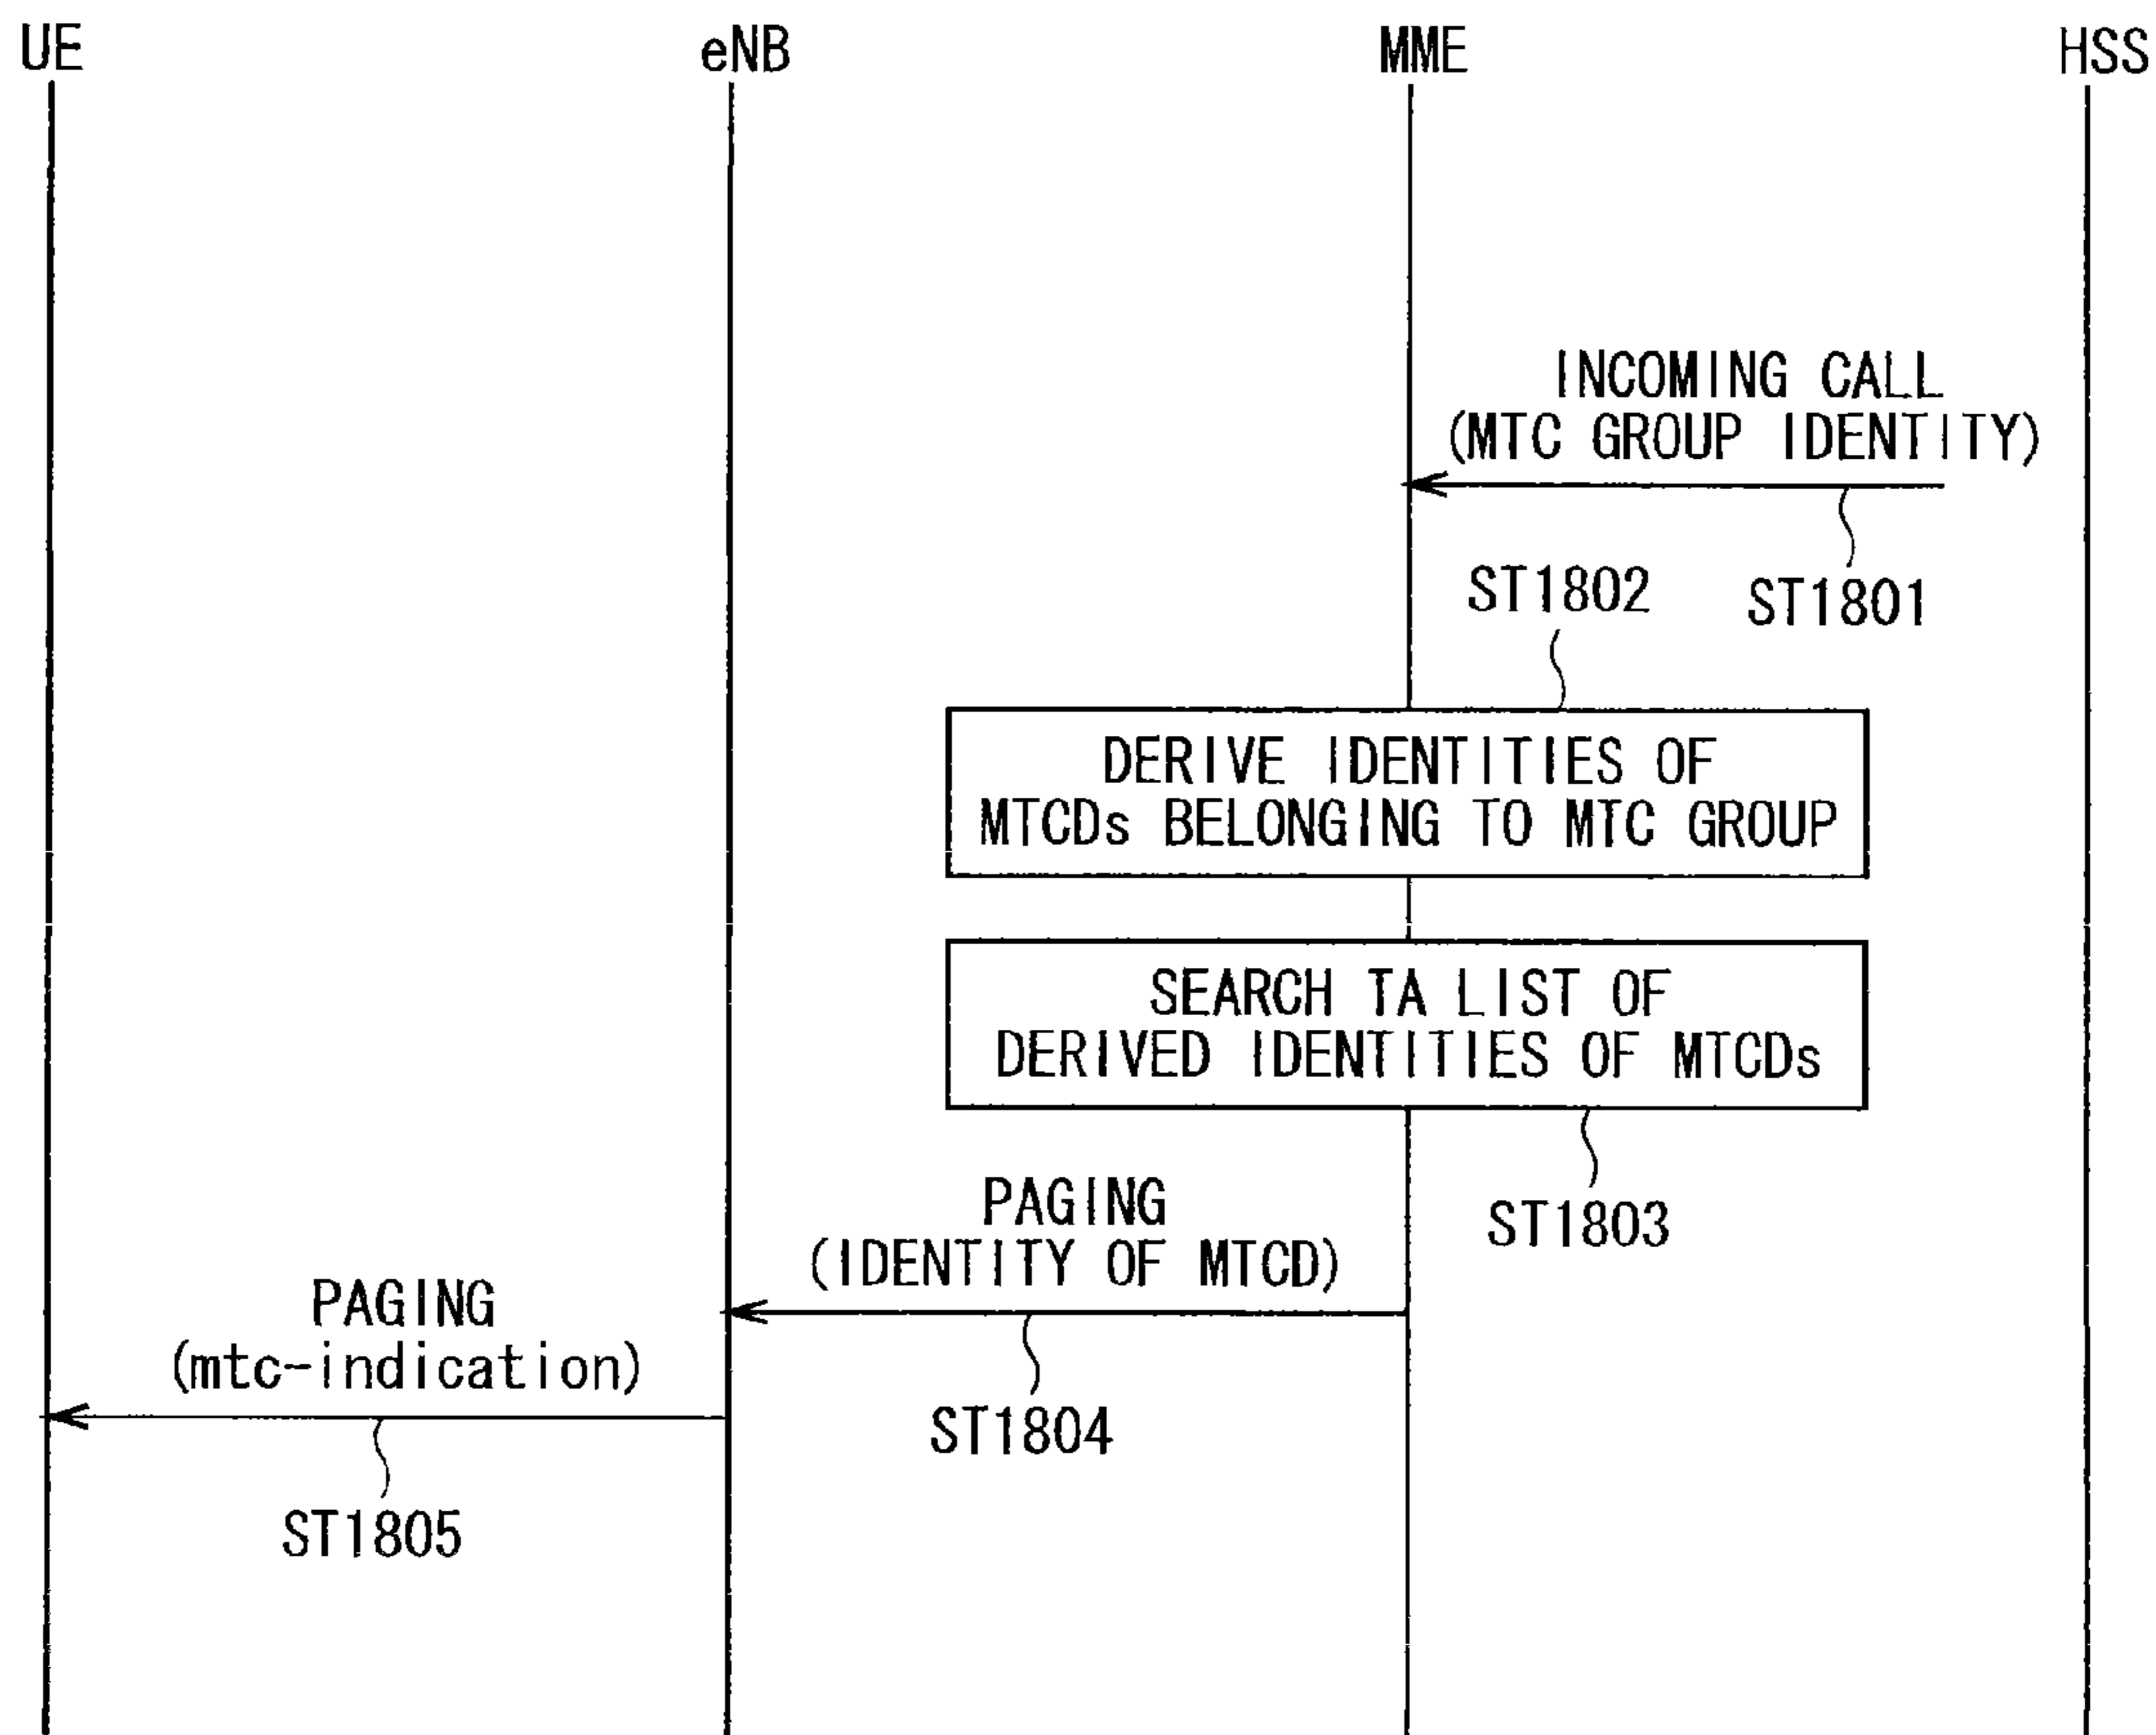 UE
eNB
MME
HSS
INCOMING CALL
(MTC GROUP IDENTITY)
ST1802
ST1801
DERIVE IDENTITIES OF
MTCDs BELONGING TO MTC GROUP
SEARCH TA LIST OF
DERIVED IDENTITIES OF MTCDs
ST1803
PAGING
(IDENTITY OF MTCD)
PAGING
(mtc-indication)
ST1804
ST1805